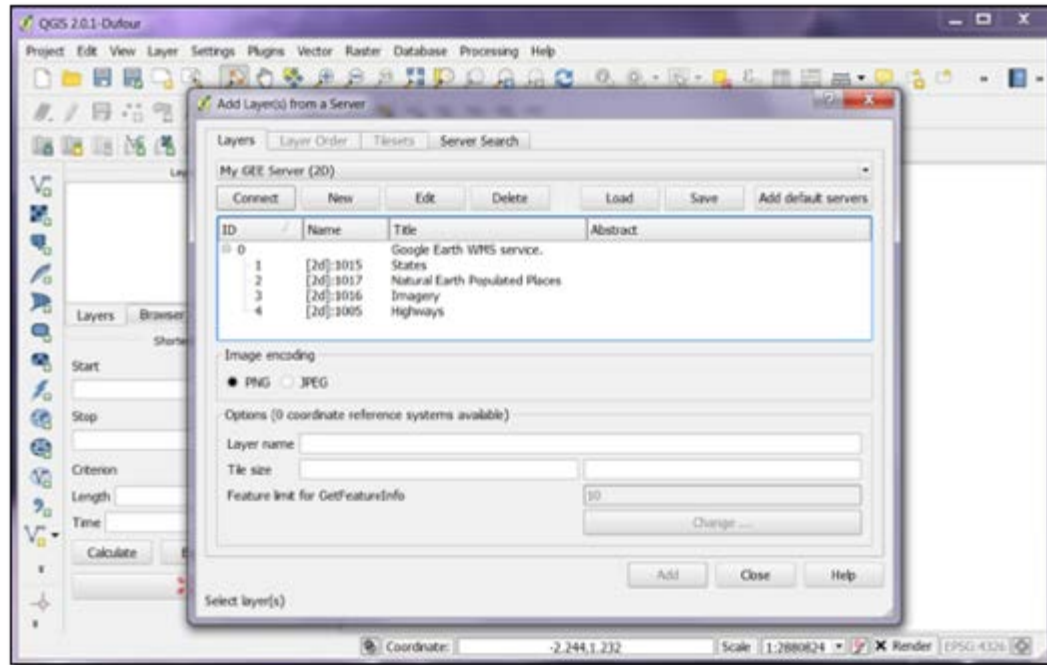 QGIS 2.0.1-Dufour
Project Edit View Layer Settings Plugins Vector Raster Database Processing Help
Add Layer(s) from a Server
Layers Layer Order Tilesets Server Search
My GEE Server (2D)
Connect New Edit Delete Load Save Add default servers
ID Name Title Abstract
0 Google Earth WMS service.
1 [2d]:1015 States
2 [2d]:1017 Natural Earth Populated Places
3 [2d]:1016 Imagery
4 [2d]:1005 Highways
Layers Browser
Image encoding
PNG JPEG
Start
Stop
Criterion
Length
Time
Calculate
Options (0 coordinate reference systems available)
Layer name
Tile size
Feature limit for GetFeatureInfo 10
Change ...
Add Close Help
Select layer(s)
Coordinate: -2.244,1.232 Scale 1:2880824 Render EPSG:4326